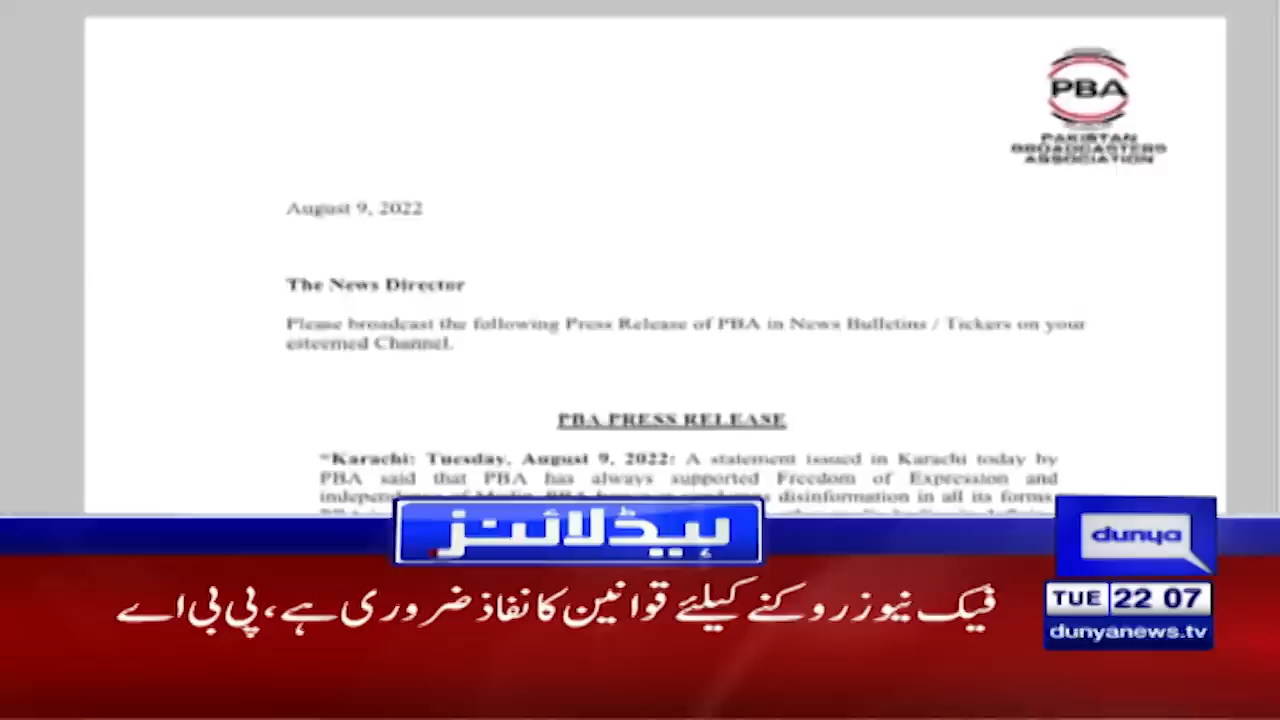 PBA
PAKISTAN
BROADCASTERS
ASSOCIATION
August 9, 2022
The News Director
Please broadcast the following Press Release of PBA in News Bulletins / Tickers on your
esteemed Channel.
PBA PRESS RELEASE
"Karachi: Tuesday, August 9, 2022: A statement issued in Karachi today by
PBA said that PBA has always supported Freedom of Expression and
disinformation in all its forms
ہیڈلائنز
dunya
فیک نیوز روکنے کیلئے قوانین کا نفاذ ضروری ہے، پی بی اے
TUE 22 07
dunyanews.tv